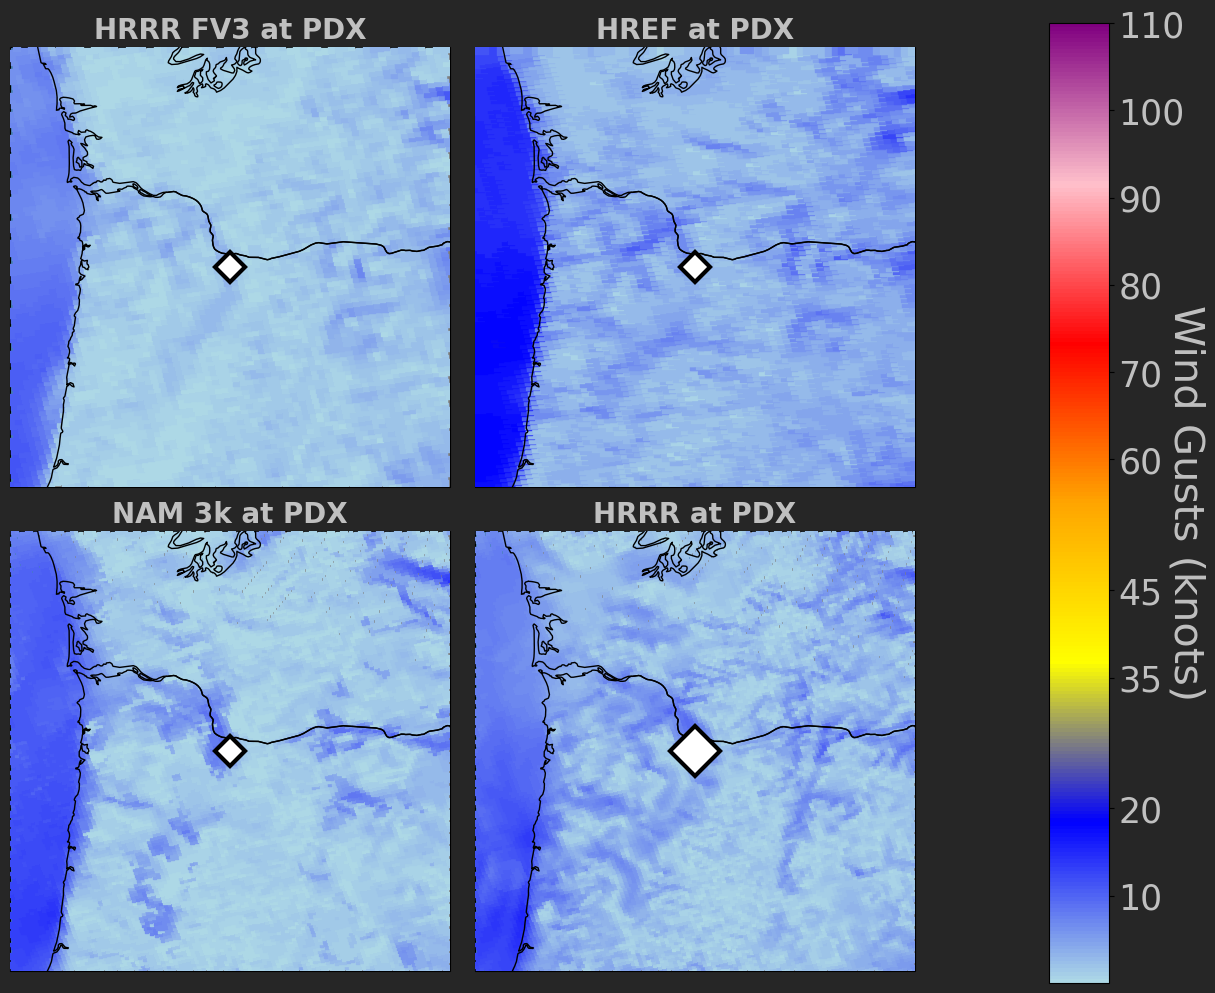 HRRR FV3 at PDX
HREF at PDX
NAM 3k at PDX
HRRR at PDX
110
100
90
80
70
60
45
35
20
10
Wind Gusts (knots)